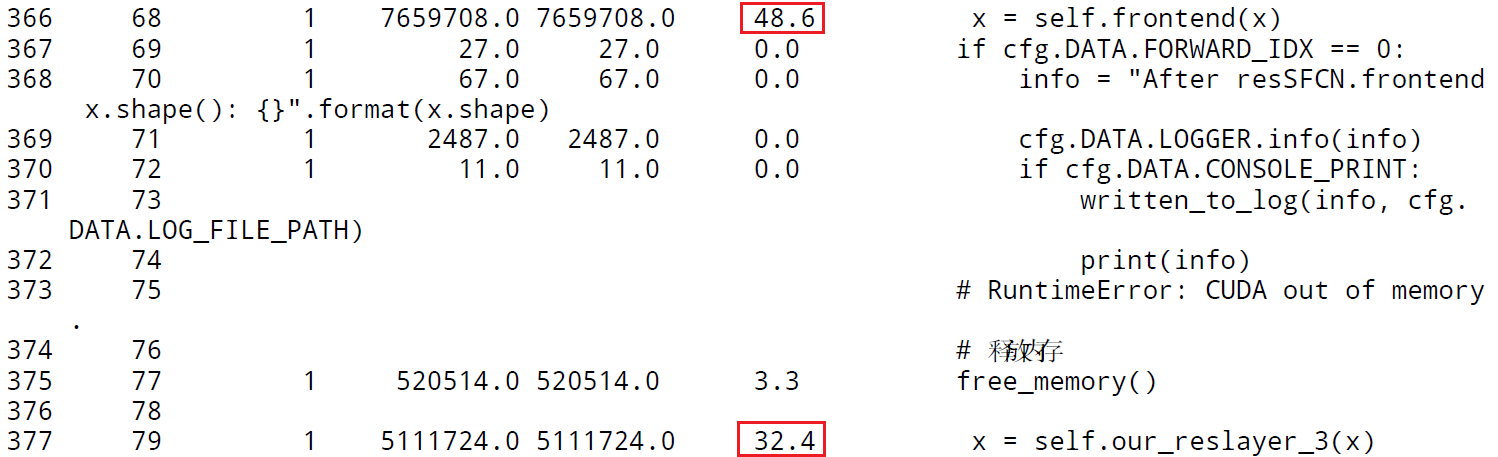 366 68 1 7659708.0 7659708.0 48.6 x = self.frontend(x)
367 69 1 27.0 27.0 0.0 if cfg.DATA.FORWARD_IDX == 0:
368 70 1 67.0 67.0 0.0 info = "After resSFCN.frontend
x.shape(): {}".format(x.shape)
369 71 1 2487.0 2487.0 0.0 cfg.DATA.LOGGER.info(info)
370 72 1 11.0 11.0 0.0 if cfg.DATA.CONSOLE_PRINT:
371 73 written_to_log(info, cfg.
DATA.LOG_FILE_PATH)
372 74 print(info)
373 75 # RuntimeError: CUDA out of memory
.
374 76 # 释放内存
375 77 1 520514.0 520514.0 3.3 free_memory()
376 78
377 79 1 5111724.0 5111724.0 32.4 x = self.our_reslayer_3(x)